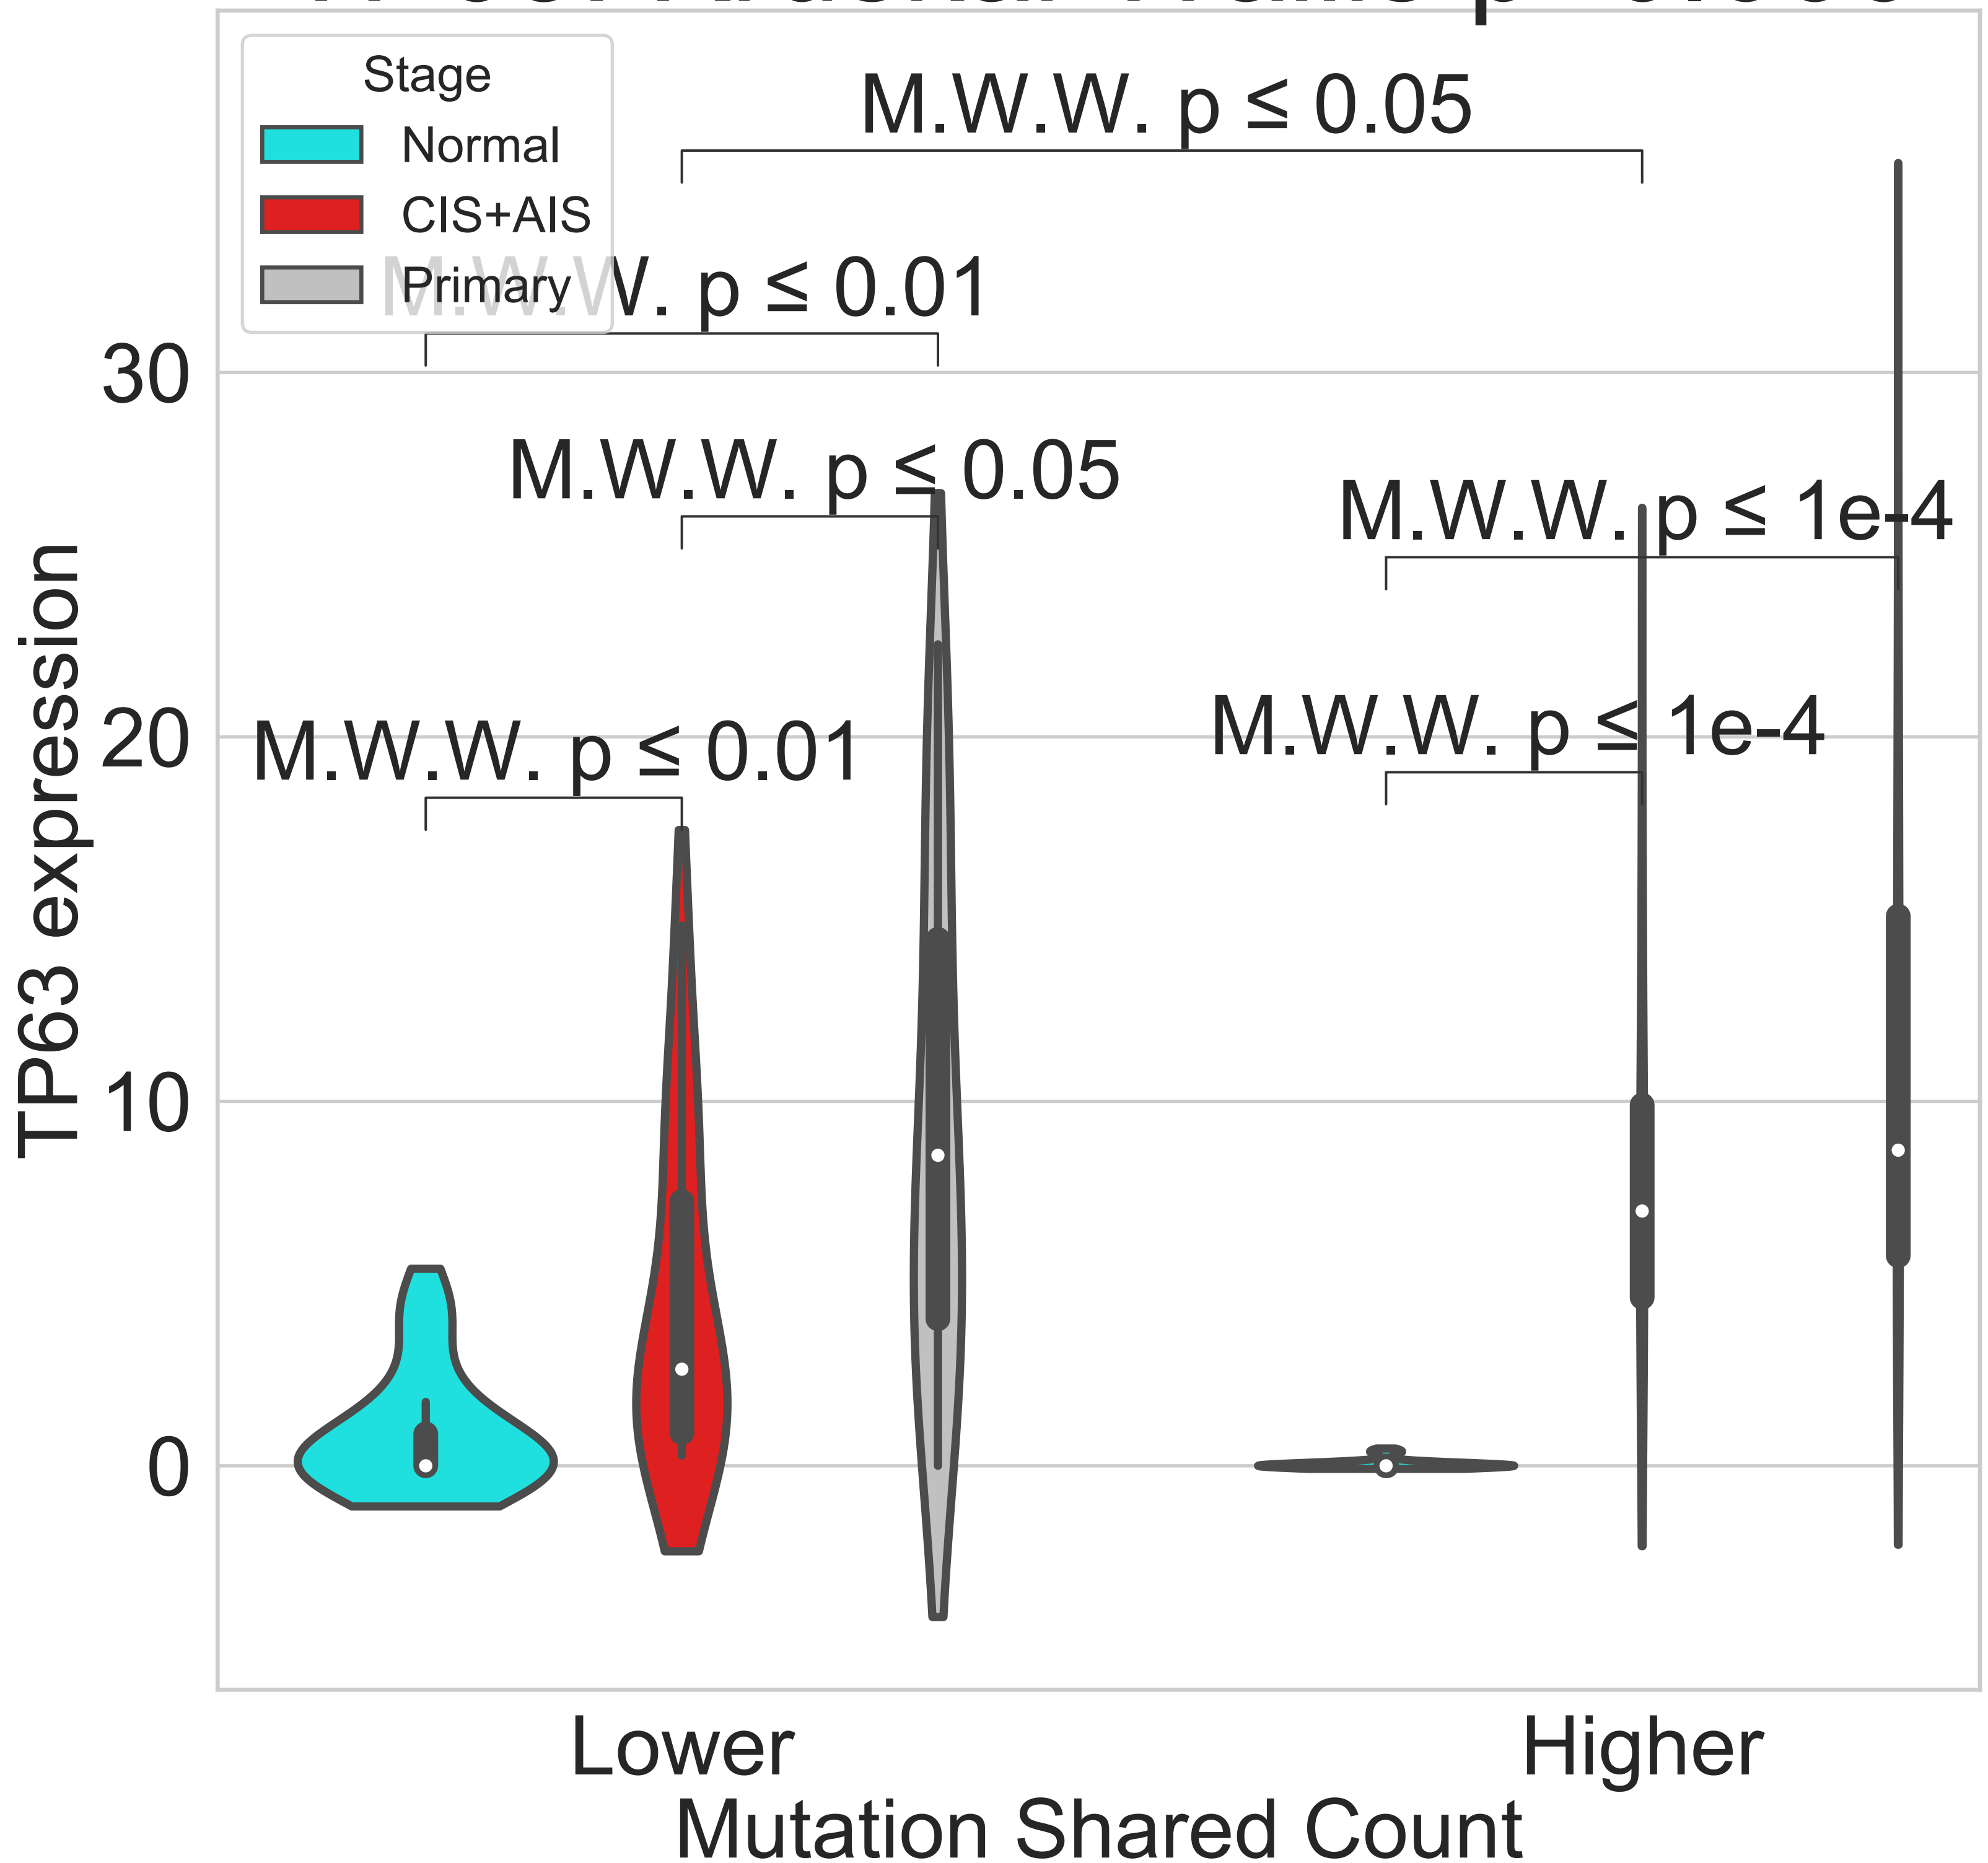 Stage
Normal
CIS+AIS
Primary
M.W.W. p ≤ 0.05
M.W.W. p ≤ 0.01
M.W.W. p ≤ 0.05
M.W.W. p ≤ 1e-4
M.W.W. p ≤ 0.01
M.W.W. p ≤ 1e-4
30
20
10
0
TP63 expression
Lower
Higher
Mutation Shared Count